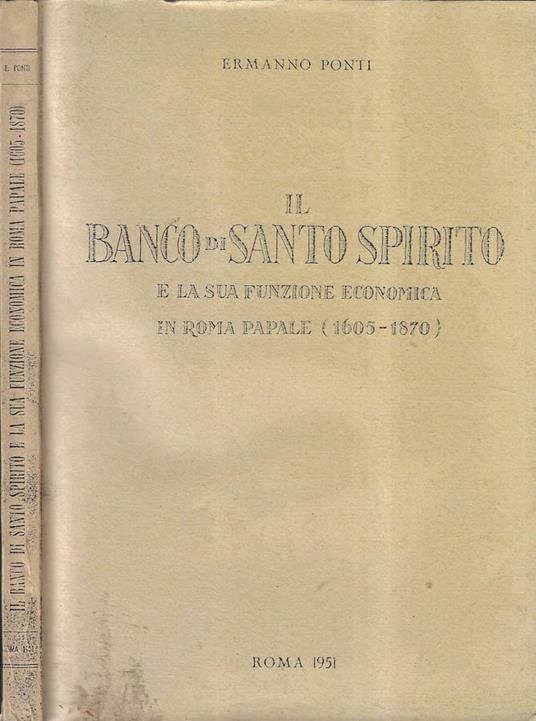 E. PONTI
IL BANCO DI SANTO SPIRITO E LA SUA FUNZIONE ECONOMICA IN ROMA PAPALE (1605-1870)
ERMANNO PONTI
IL
BANCO DI SANTO SPIRITO
E LA SUA FUNZIONE ECONOMICA
IN ROMA PAPALE (1605-1870)
ROMA 1951